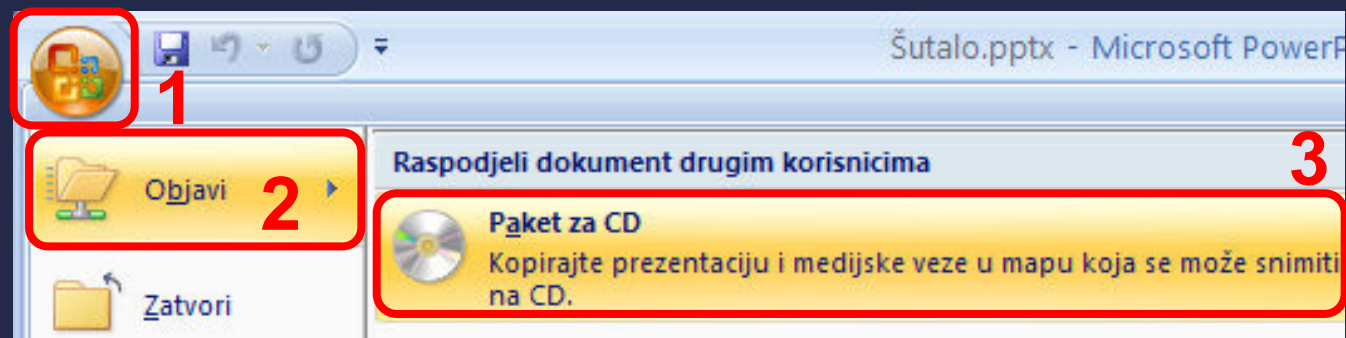 Šutalo.pptx - Microsoft PowerP
1
Raspodjeli dokument drugim korisnicima
3
Objavi
2
Paket za CD
Kopirajte prezentaciju i medijske veze u mapu koja se može snimiti
na CD.
Zatvori